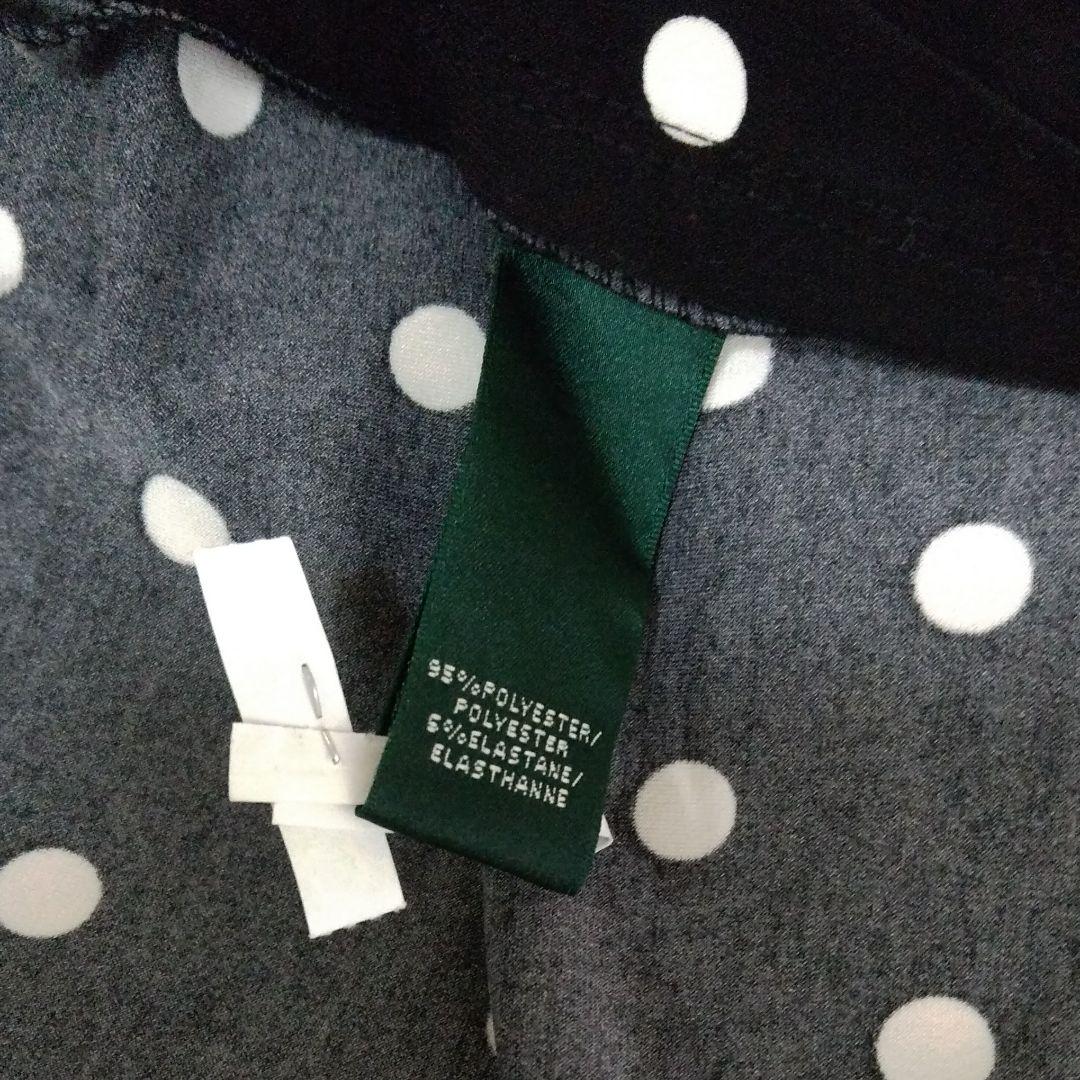 95%POLYESTER/
POLYESTER
5%ELASTANE/
ELASTHANNE